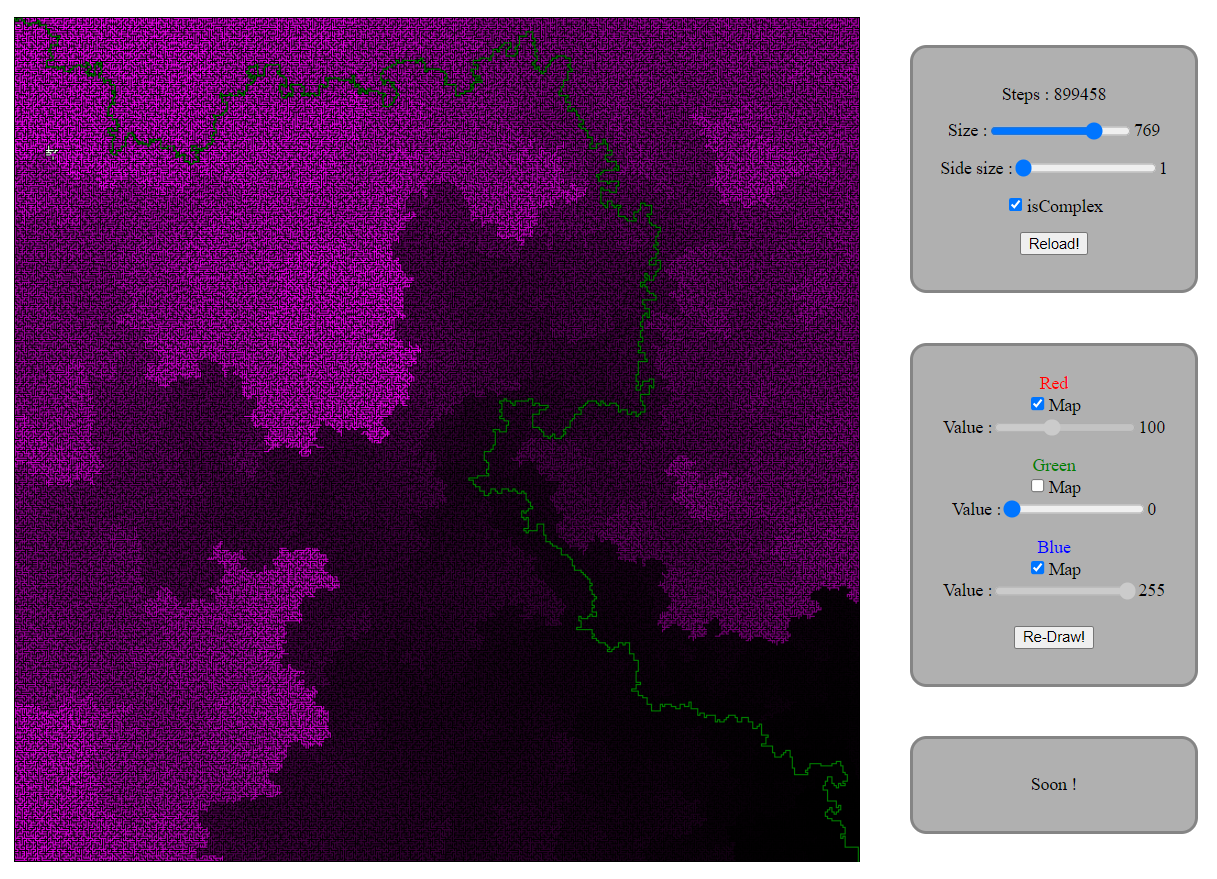 Steps : 899458
Size : 769
Side size : 1
isComplex
Reload!
Red
Map
Value : 100
Green
Map
Value : 0
Blue
Map
Value : 255
Re-Draw!
Soon !